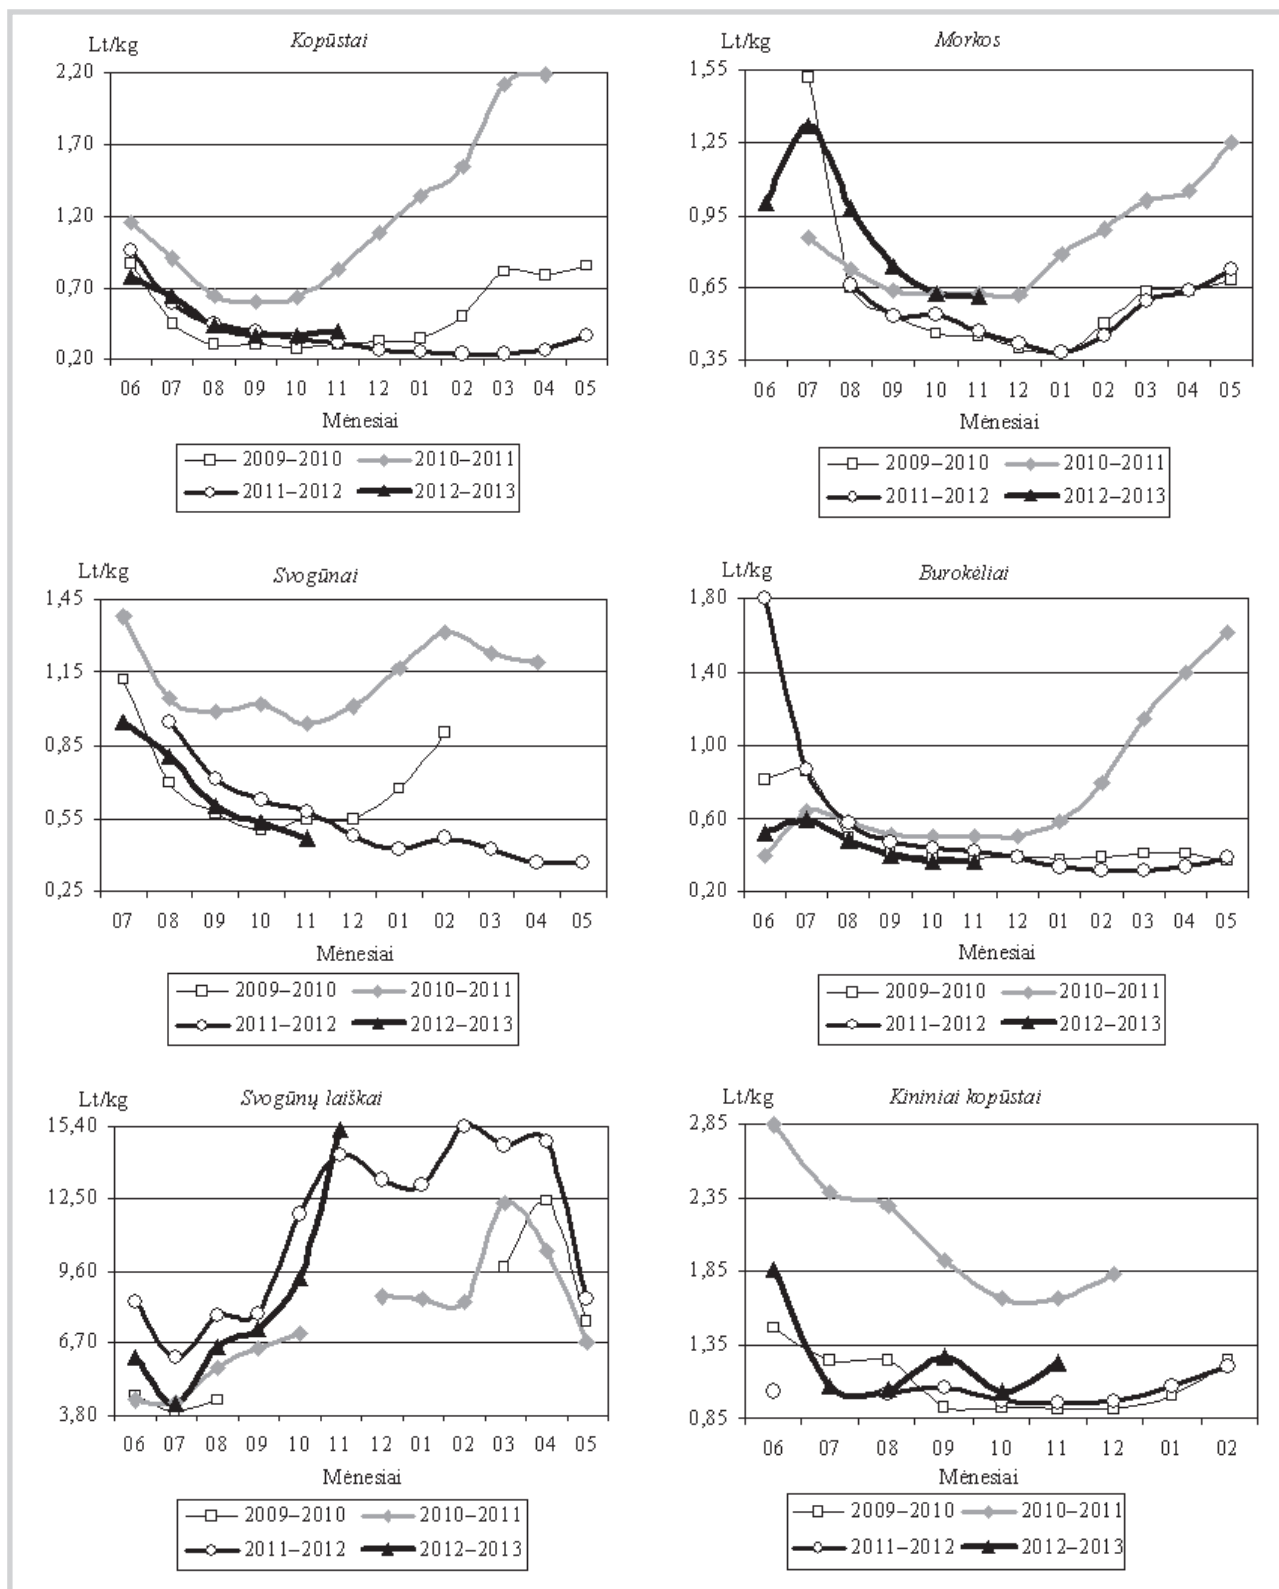 Lt/kg
Kopūstai
2,20
1,70
1,20
0,70
0,20
06 07 08 09 10 11 12 01 02 03 04 05
Mėnesiai
2009–2010 2010–2011
2011–2012 2012–2013
Lt/kg
Morkos
1,55
1,25
0,95
0,65
0,35
06 07 08 09 10 11 12 01 02 03 04 05
Mėnesiai
2009–2010 2010–2011
2011–2012 2012–2013
Lt/kg
Svogūnai
1,45
1,15
0,85
0,55
0,25
07 08 09 10 11 12 01 02 03 04 05
Mėnesiai
2009–2010 2010–2011
2011–2012 2012–2013
Lt/kg
Burokėliai
1,80
1,40
1,00
0,60
0,20
06 07 08 09 10 11 12 01 02 03 04 05
Mėnesiai
2009–2010 2010–2011
2011–2012 2012–2013
Lt/kg
Svogūnų laiškai
15,40
12,50
9,60
6,70
3,80
06 07 08 09 10 11 12 01 02 03 04 05
Mėnesiai
2009–2010 2010–2011
2011–2012 2012–2013
Lt/kg
Kininiai kopūstai
2,85
2,35
1,85
1,35
0,85
06 07 08 09 10 11 12 01 02
Mėnesiai
2009–2010 2010–2011
2011–2012 2012–2013